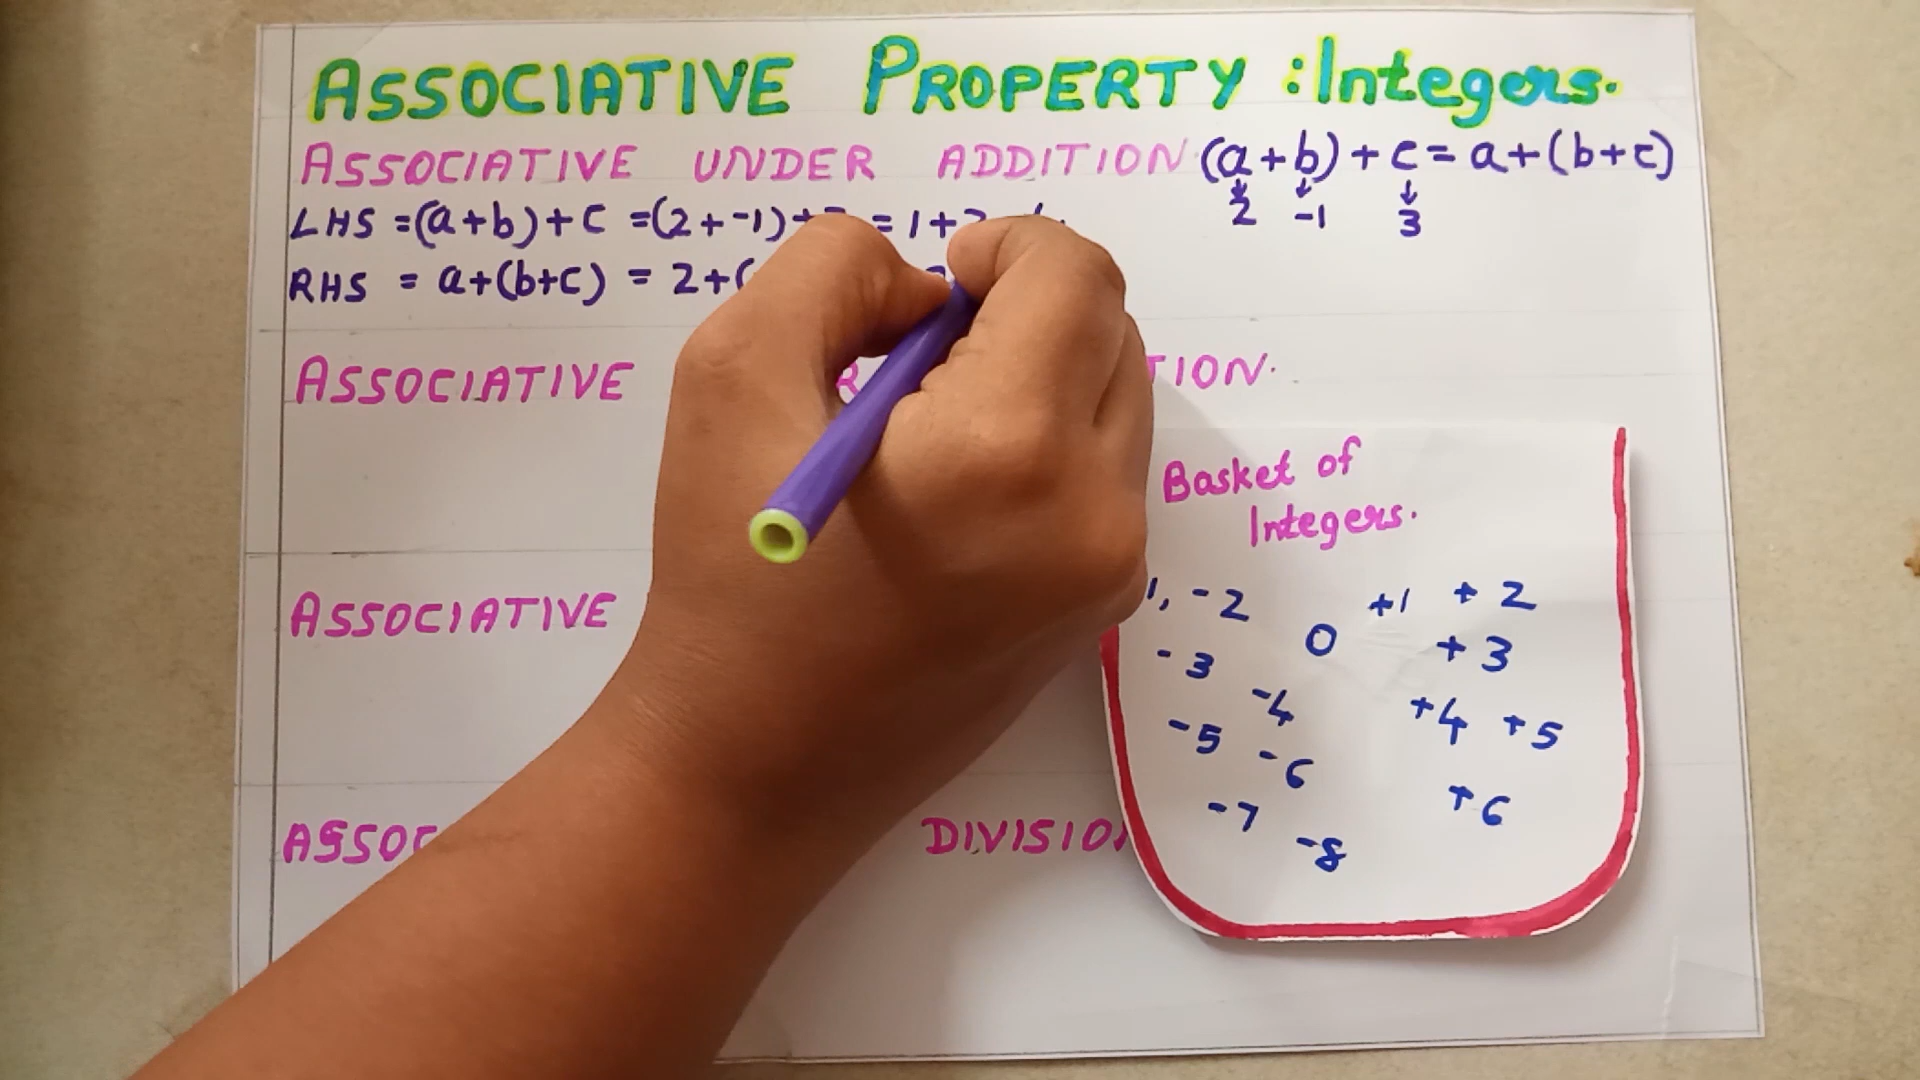 ASSOCIATIVE PROPERTY : Integers.
ASSOCIATIVE UNDER ADDITION (a+b)+c = a+(b+c)
2 -1 3
LHS = (a+b)+c = (2+-1)+ = 1+
RHS = a+(b+c) = 2+(
ASSOCIATIVE
Basket of
Integers.
, -2 0 +1 +2
-3 +3
-4 +4 +5
-5 -6
-7 +6
-8
ASSOCIATIVE
DIVISION